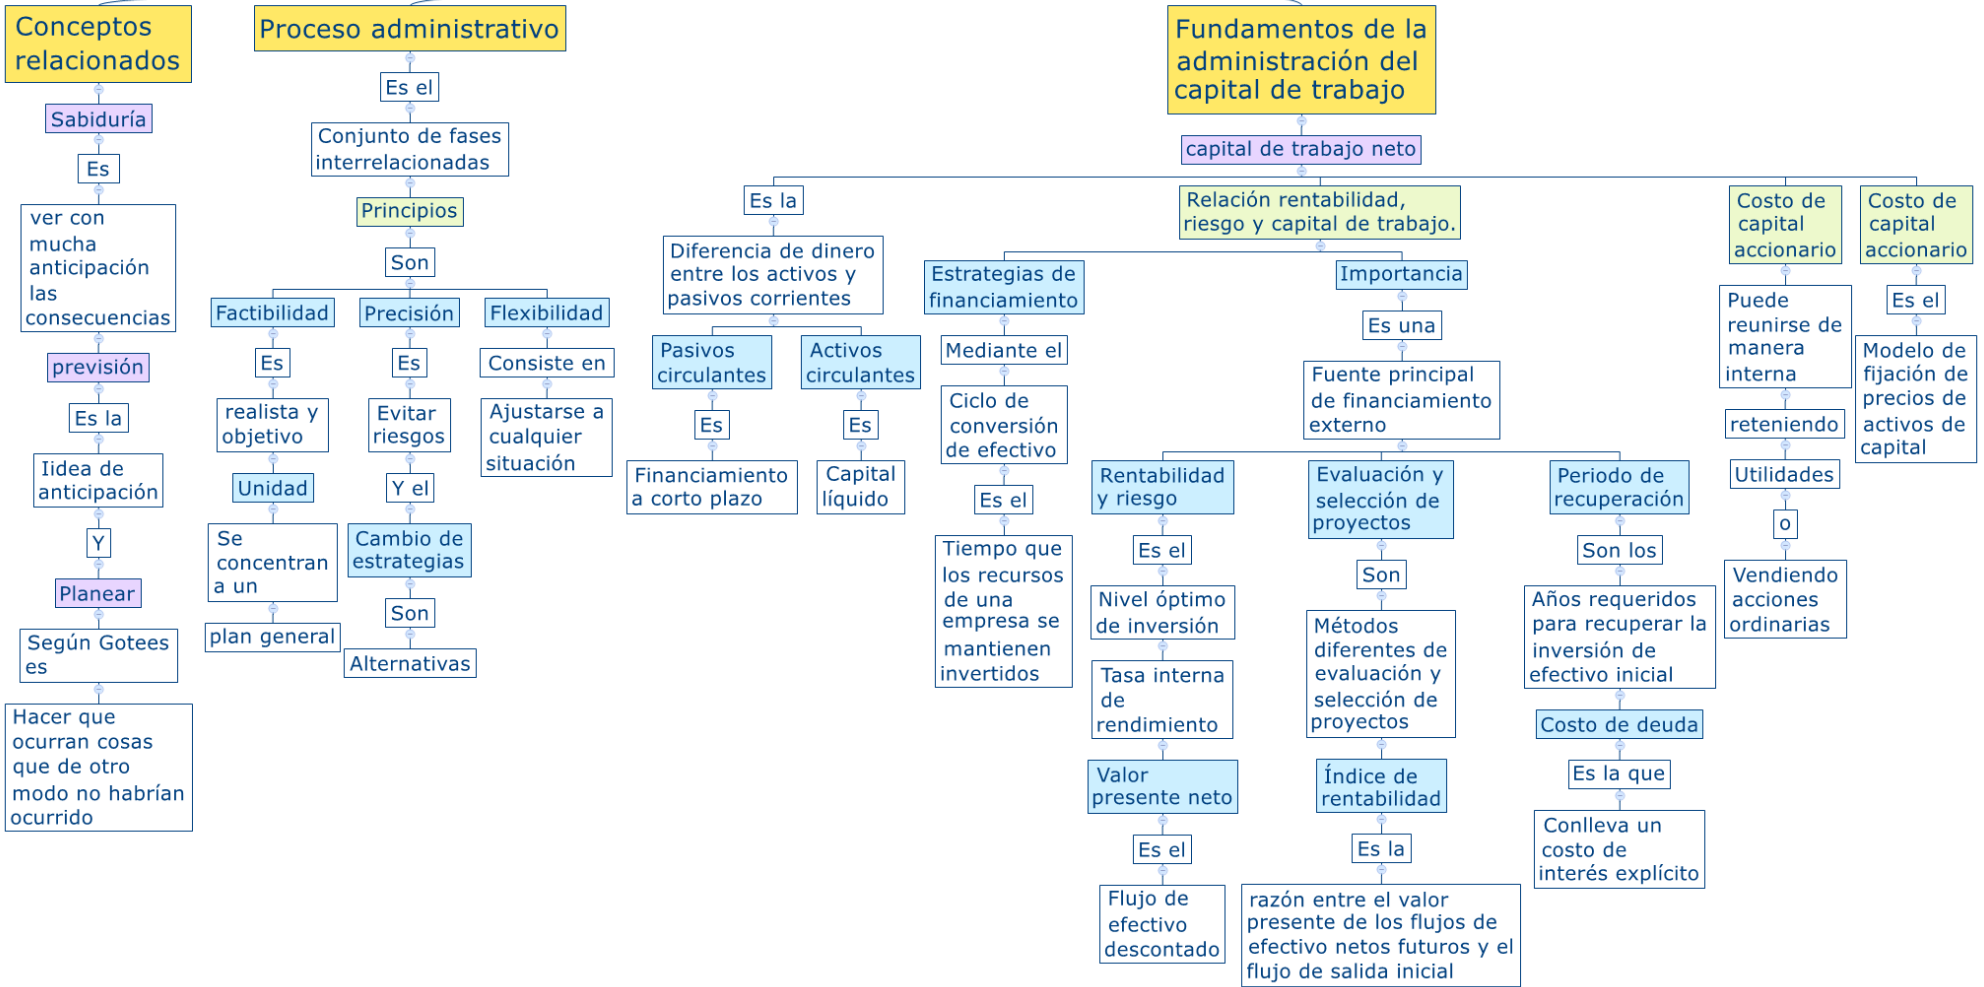 Conceptos
relacionados
Sabiduría
Es
ver con
mucha
anticipación
las
consecuencias
previsión
Es la
Iidea de
anticipación
Y
Planear
Según Gotees
es
Hacer que
ocurran cosas
que de otro
modo no habrían
ocurrido
Proceso administrativo
Es el
Conjunto de fases
interrelacionadas
Principios
Son
Factibilidad
Es
realista y
objetivo
Unidad
Se
concentran
a un
plan general
Precisión
Es
Evitar
riesgos
Y el
Cambio de
estrategias
Son
Alternativas
Flexibilidad
Consiste en
Ajustarse a
cualquier
situación
Fundamentos de la
administración del
capital de trabajo
capital de trabajo neto
Es la
Diferencia de dinero
entre los activos y
pasivos corrientes
Pasivos
circulantes
Es
Financiamiento
a corto plazo
Activos
circulantes
Es
Capital
líquido
Relación rentabilidad,
riesgo y capital de trabajo.
Estrategias de
financiamiento
Mediante el
Ciclo de
conversión
de efectivo
Es el
Tiempo que
los recursos
de una
empresa se
mantienen
invertidos
Importancia
Es una
Fuente principal
de financiamiento
externo
Rentabilidad
y riesgo
Es el
Nivel óptimo
de inversión
Tasa interna
de
rendimiento
Valor
presente neto
Es el
Flujo de
efectivo
descontado
Evaluación y
selección de
proyectos
Son
Métodos
diferentes de
evaluación y
selección de
proyectos
Índice de
rentabilidad
Es la
razón entre el valor
presente de los flujos de
efectivo netos futuros y el
flujo de salida inicial
Periodo de
recuperación
Son los
Años requeridos
para recuperar la
inversión de
efectivo inicial
Costo de deuda
Es la que
Conlleva un
costo de
interés explícito
Costo de
capital
accionario
Puede
reunirse de
manera
interna
reteniendo
Utilidades
o
Vendiendo
acciones
ordinarias
Costo de
capital
accionario
Es el
Modelo de
fijación de
precios de
activos de
capital